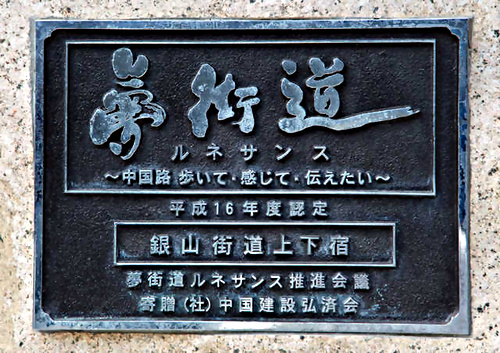 夢街道
ルネサンス
～中国路 歩いて・感じて・伝えたい～
平成16年度認定
銀山街道上下宿
夢街道ルネサンス推進会議
寄贈(社)中国建設弘済会